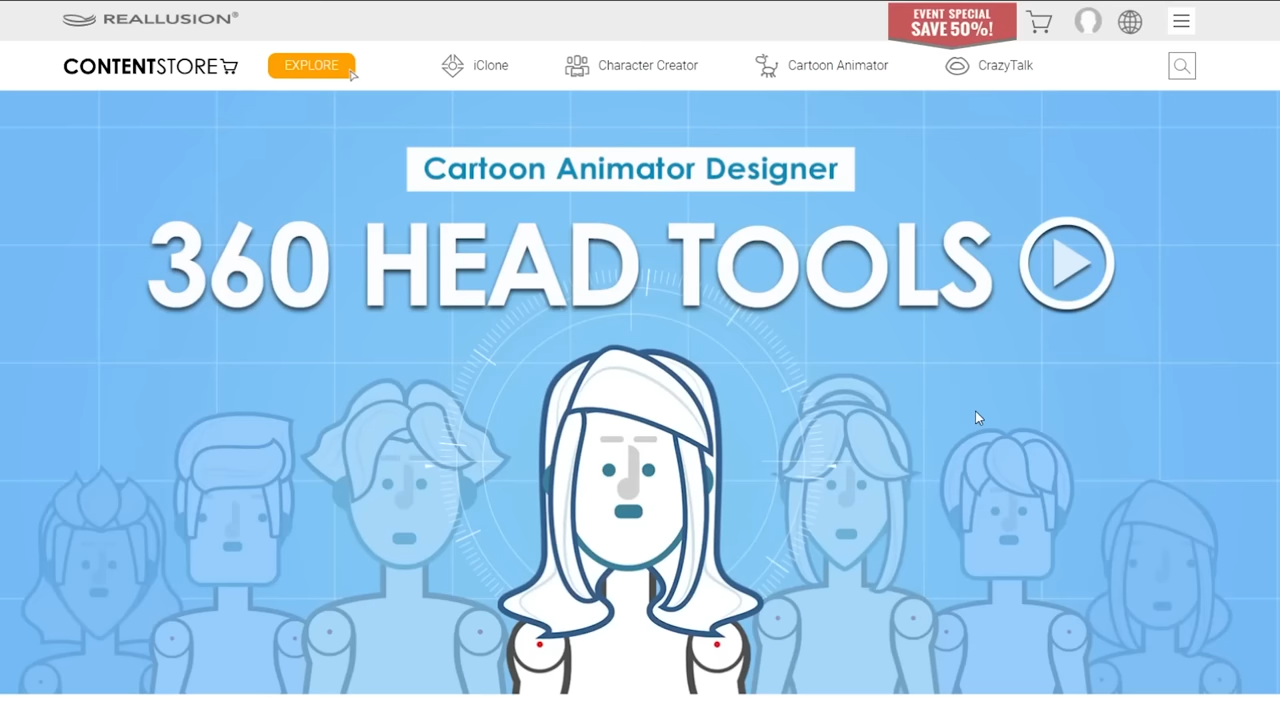 REALLUSION®
EVENT SPECIAL
SAVE 50%!
CONTENTSTORE
EXPLORE
iClone
Character Creator
Cartoon Animator
CrazyTalk
Cartoon Animator Designer
360 HEAD TOOLS